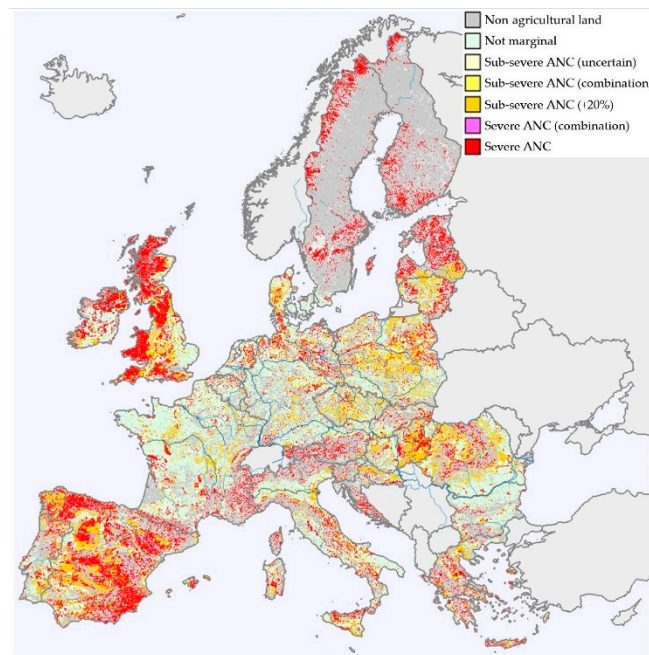 Non agricultural land
Not marginal
Sub-severe ANC (uncertain)
Sub-severe ANC (combination)
Sub-severe ANC (+20%)
Severe ANC (combination)
Severe ANC